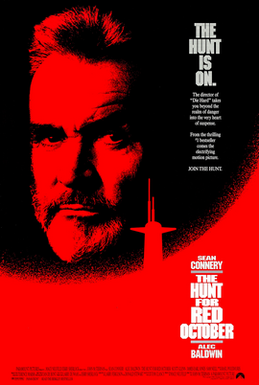 THE
HUNT
IS
ON.
The director of
"Die Hard" takes
you beyond the
realm of danger
into the very heart
of suspense.
From the thrilling
#1 bestseller
comes the
electrifying
motion picture.
JOIN THE HUNT.
SEAN
CONNERY
THE
HUNT
FOR
RED
OCTOBER
ALEC
BALDWIN